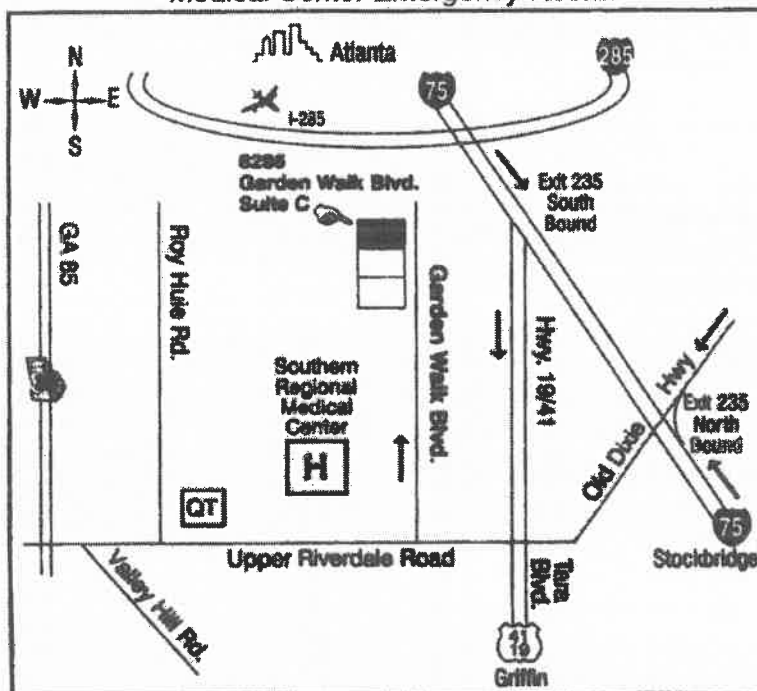 N
W E
S
Atlanta
I-285
75
285
6285
Garden Walk Blvd.
Suite C
Exit 235
South
Bound
GA 85
Roy Huie Rd.
Garden Walk Blvd.
Hwy. 19/41
Southern
Regional
Medical
Center
H
QT
Old Dixie Hwy
Exit 235
North
Bound
75
Stockbridge
Upper Riverdale Road
Valley Hill Rd.
Tara
Blvd.
41
19
Griffin